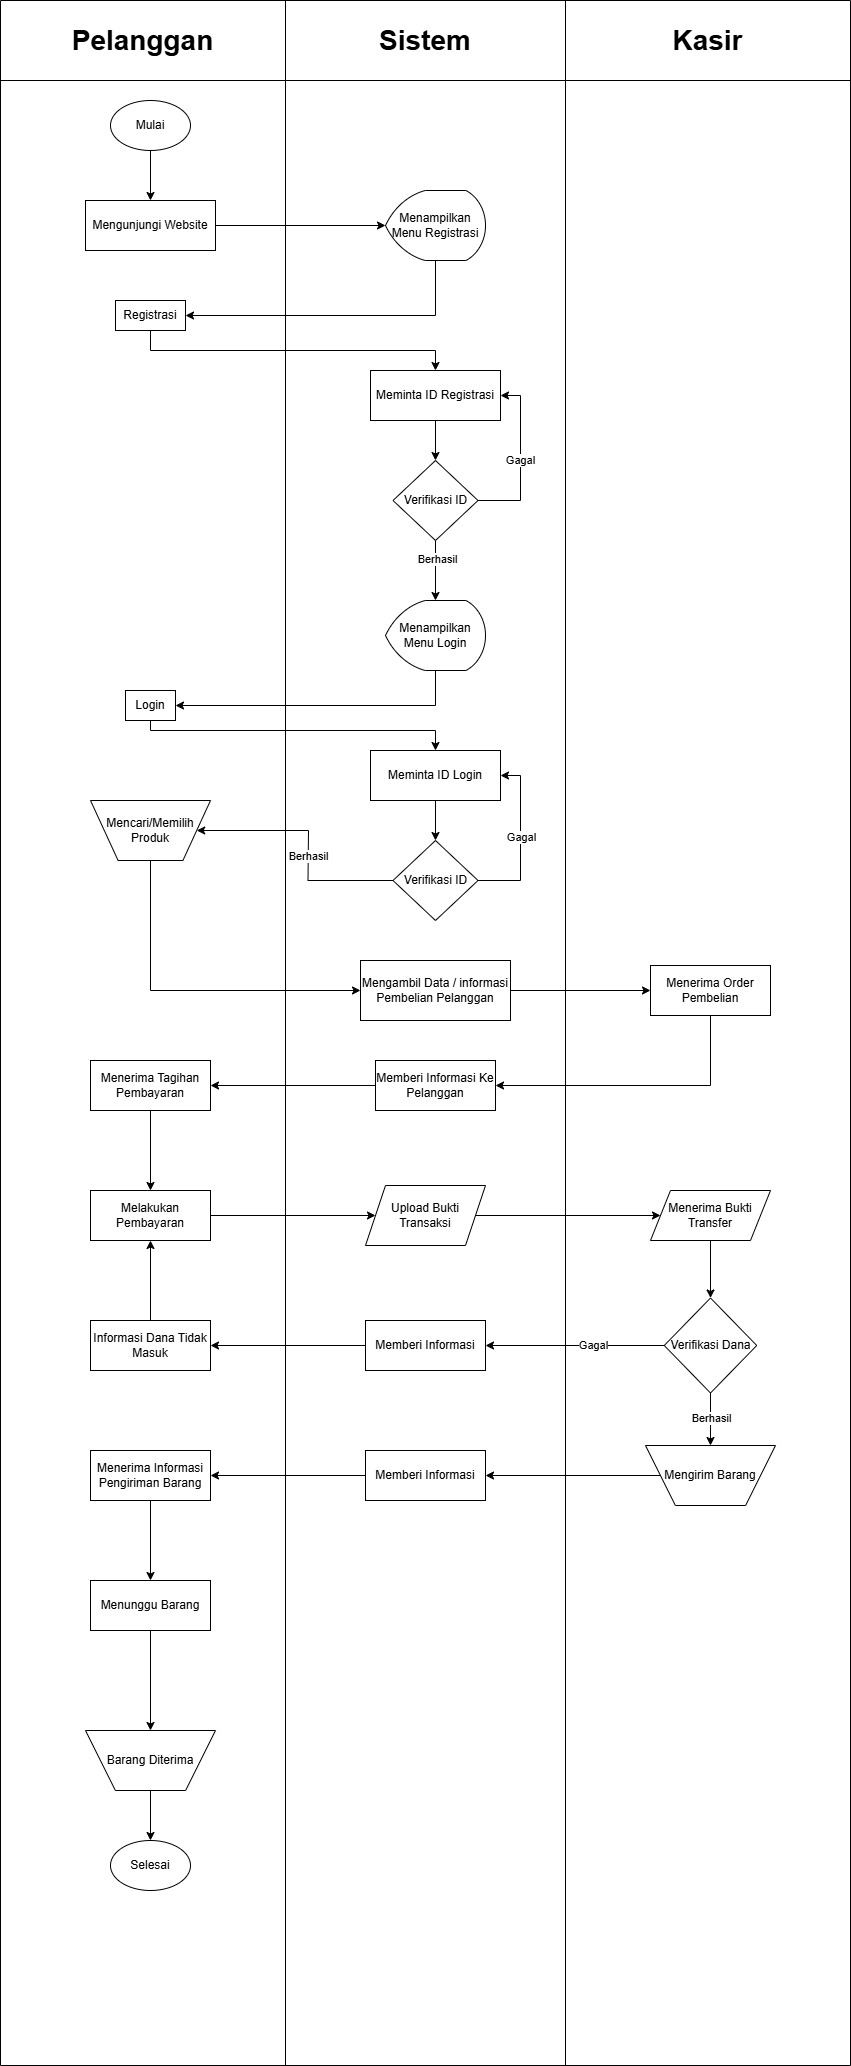 Pelanggan
Sistem
Kasir
Mulai
Mengunjungi Website
Menampilkan
Menu Registrasi
Registrasi
Meminta ID Registrasi
Gagal
Verifikasi ID
Berhasil
Menampilkan
Menu Login
Login
Meminta ID Login
Mencari/Memilih
Produk
Gagal
Berhasil
Verifikasi ID
Mengambil Data / informasi
Pembelian Pelanggan
Menerima Order
Pembelian
Menerima Tagihan
Pembayaran
Memberi Informasi Ke
Pelanggan
Melakukan
Pembayaran
Upload Bukti
Transaksi
Menerima Bukti
Transfer
Informasi Dana Tidak
Masuk
Memberi Informasi
Gagal
Verifikasi Dana
Berhasil
Menerima Informasi
Pengiriman Barang
Memberi Informasi
Mengirim Barang
Menunggu Barang
Barang Diterima
Selesai